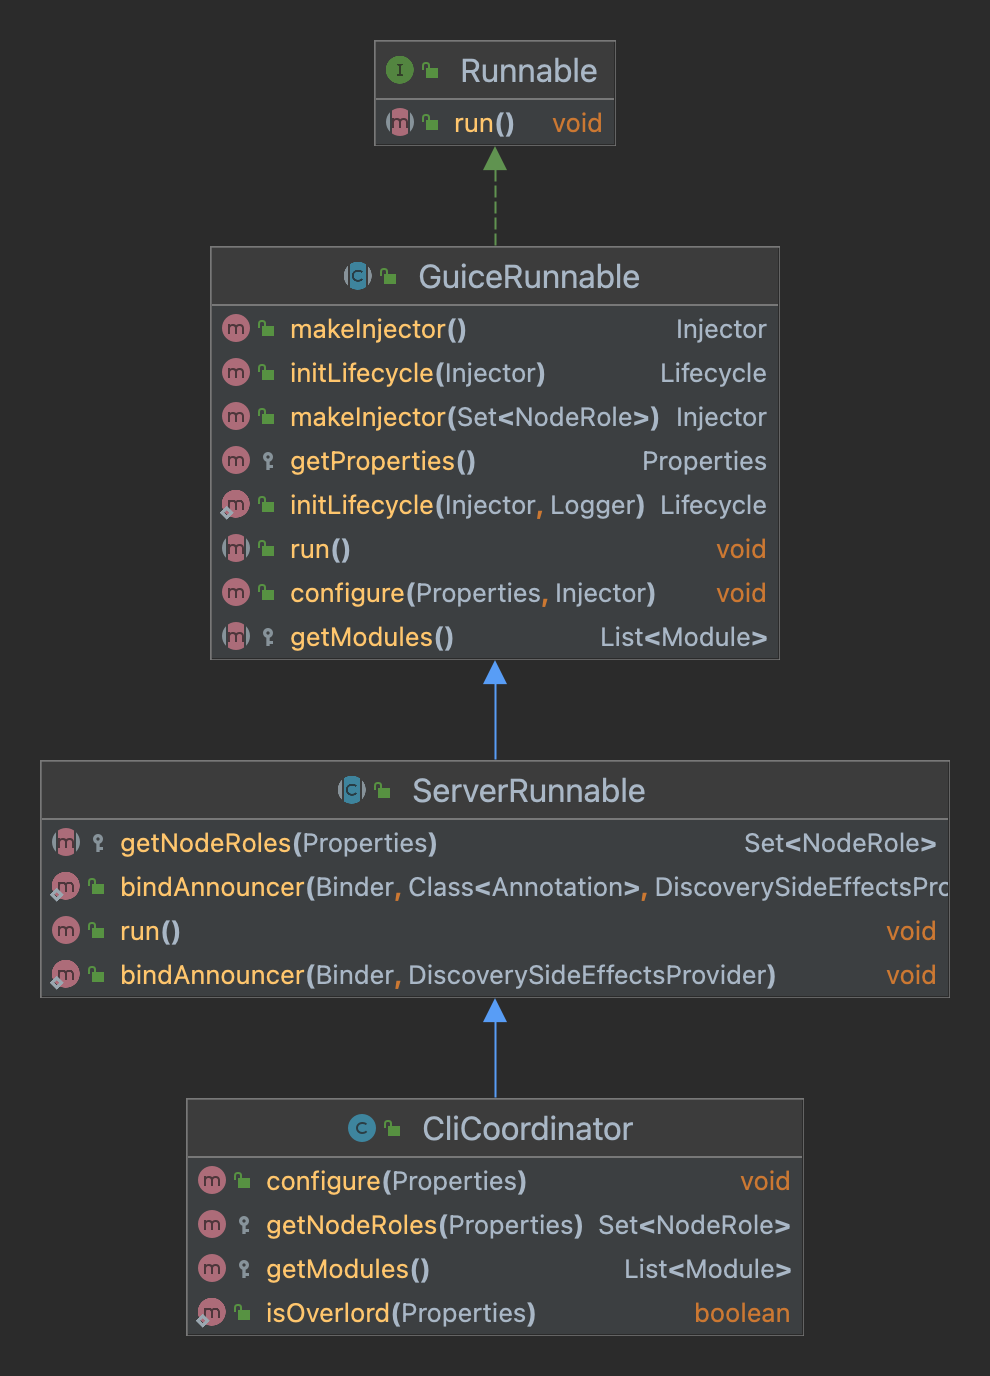 Runnable
run() void
GuiceRunnable
makeInjector() Injector
initLifecycle(Injector) Lifecycle
makeInjector(Set<NodeRole>) Injector
getProperties() Properties
initLifecycle(Injector, Logger) Lifecycle
run() void
configure(Properties, Injector) void
getModules() List<Module>
ServerRunnable
getNodeRoles(Properties) Set<NodeRole>
bindAnnouncer(Binder, Class<Annotation>, DiscoverySideEffectsPro
run() void
bindAnnouncer(Binder, DiscoverySideEffectsProvider) void
CliCoordinator
configure(Properties) void
getNodeRoles(Properties) Set<NodeRole>
getModules() List<Module>
isOverlord(Properties) boolean